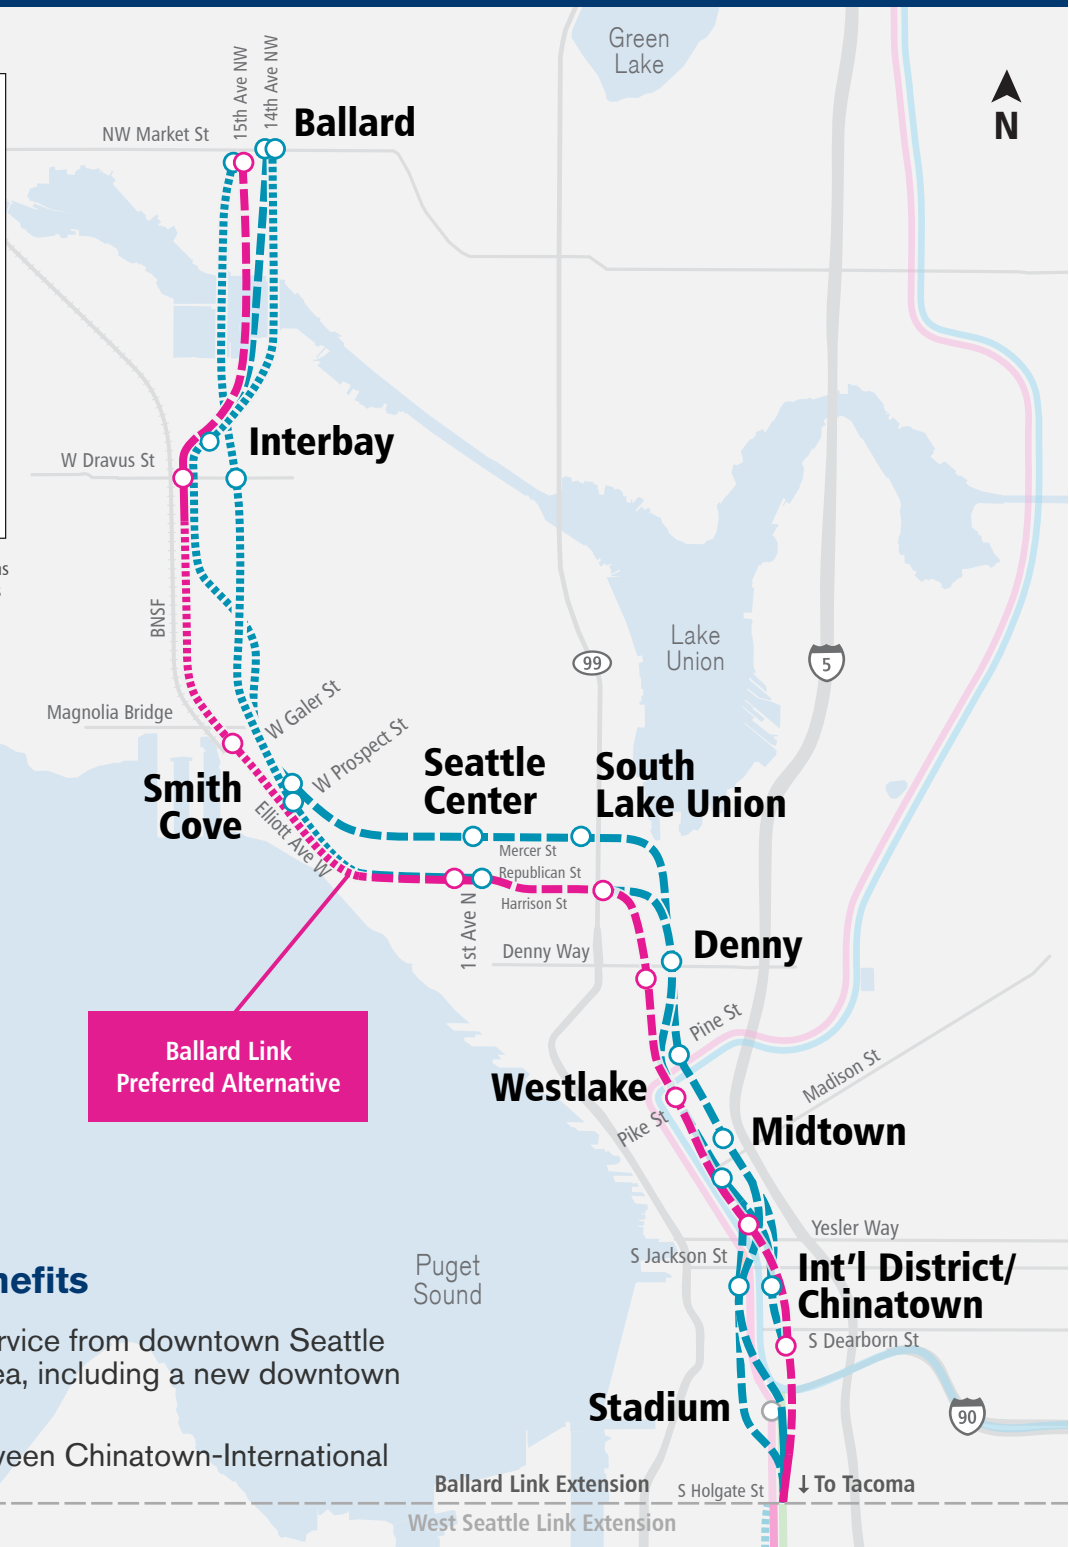 Green
Lake
15th Ave NW
14th Ave NW
N
Ballard
NW Market St
Interbay
W Dravus St
BNSF
Lake
Union
99
5
Magnolia Bridge
W Galer St
W Prospect St
Smith
Cove
Elliott Ave W
Seattle
Center
South
Lake Union
Mercer St
Republican St
Harrison St
1st Ave N
Denny Way
Denny
Pine St
Ballard Link
Preferred Alternative
Westlake
Pike St
Madison St
Midtown
Yesler Way
S Jackson St
Int'l District/
Chinatown
S Dearborn St
Puget
Sound
nefits
rvice from downtown Seattle
ea, including a new downtown
veen Chinatown-International
Stadium
90
Ballard Link Extension
S Holgate St
↓ To Tacoma
West Seattle Link Extension